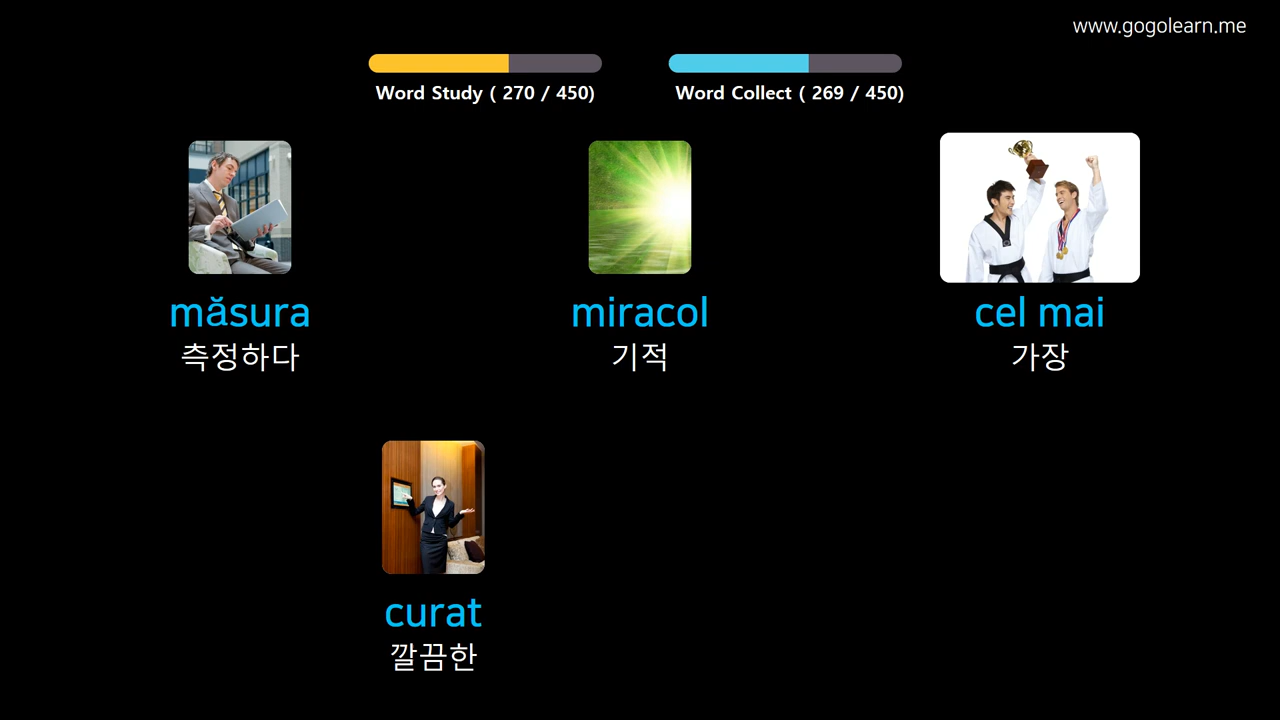 www.gogolearn.me
Word Study ( 270 / 450)
Word Collect ( 269 / 450)
măsura
측정하다
miracol
기적
cel mai
가장
curat
깔끔한